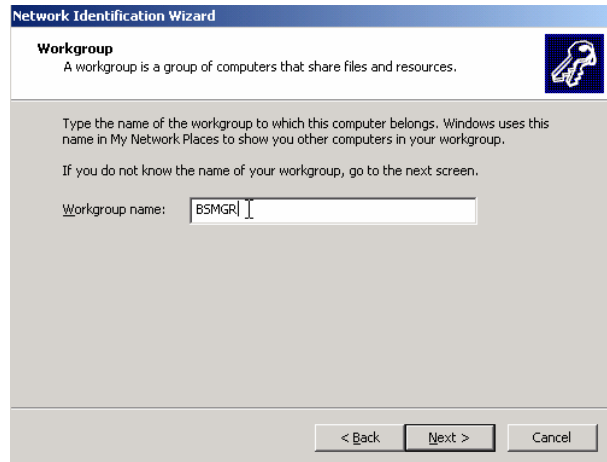 Network Identification Wizard
Workgroup
A workgroup is a group of computers that share files and resources.
Type the name of the workgroup to which this computer belongs. Windows uses this
name in My Network Places to show you other computers in your workgroup.
If you do not know the name of your workgroup, go to the next screen.
Workgroup name: BSMGR
< Back Next > Cancel